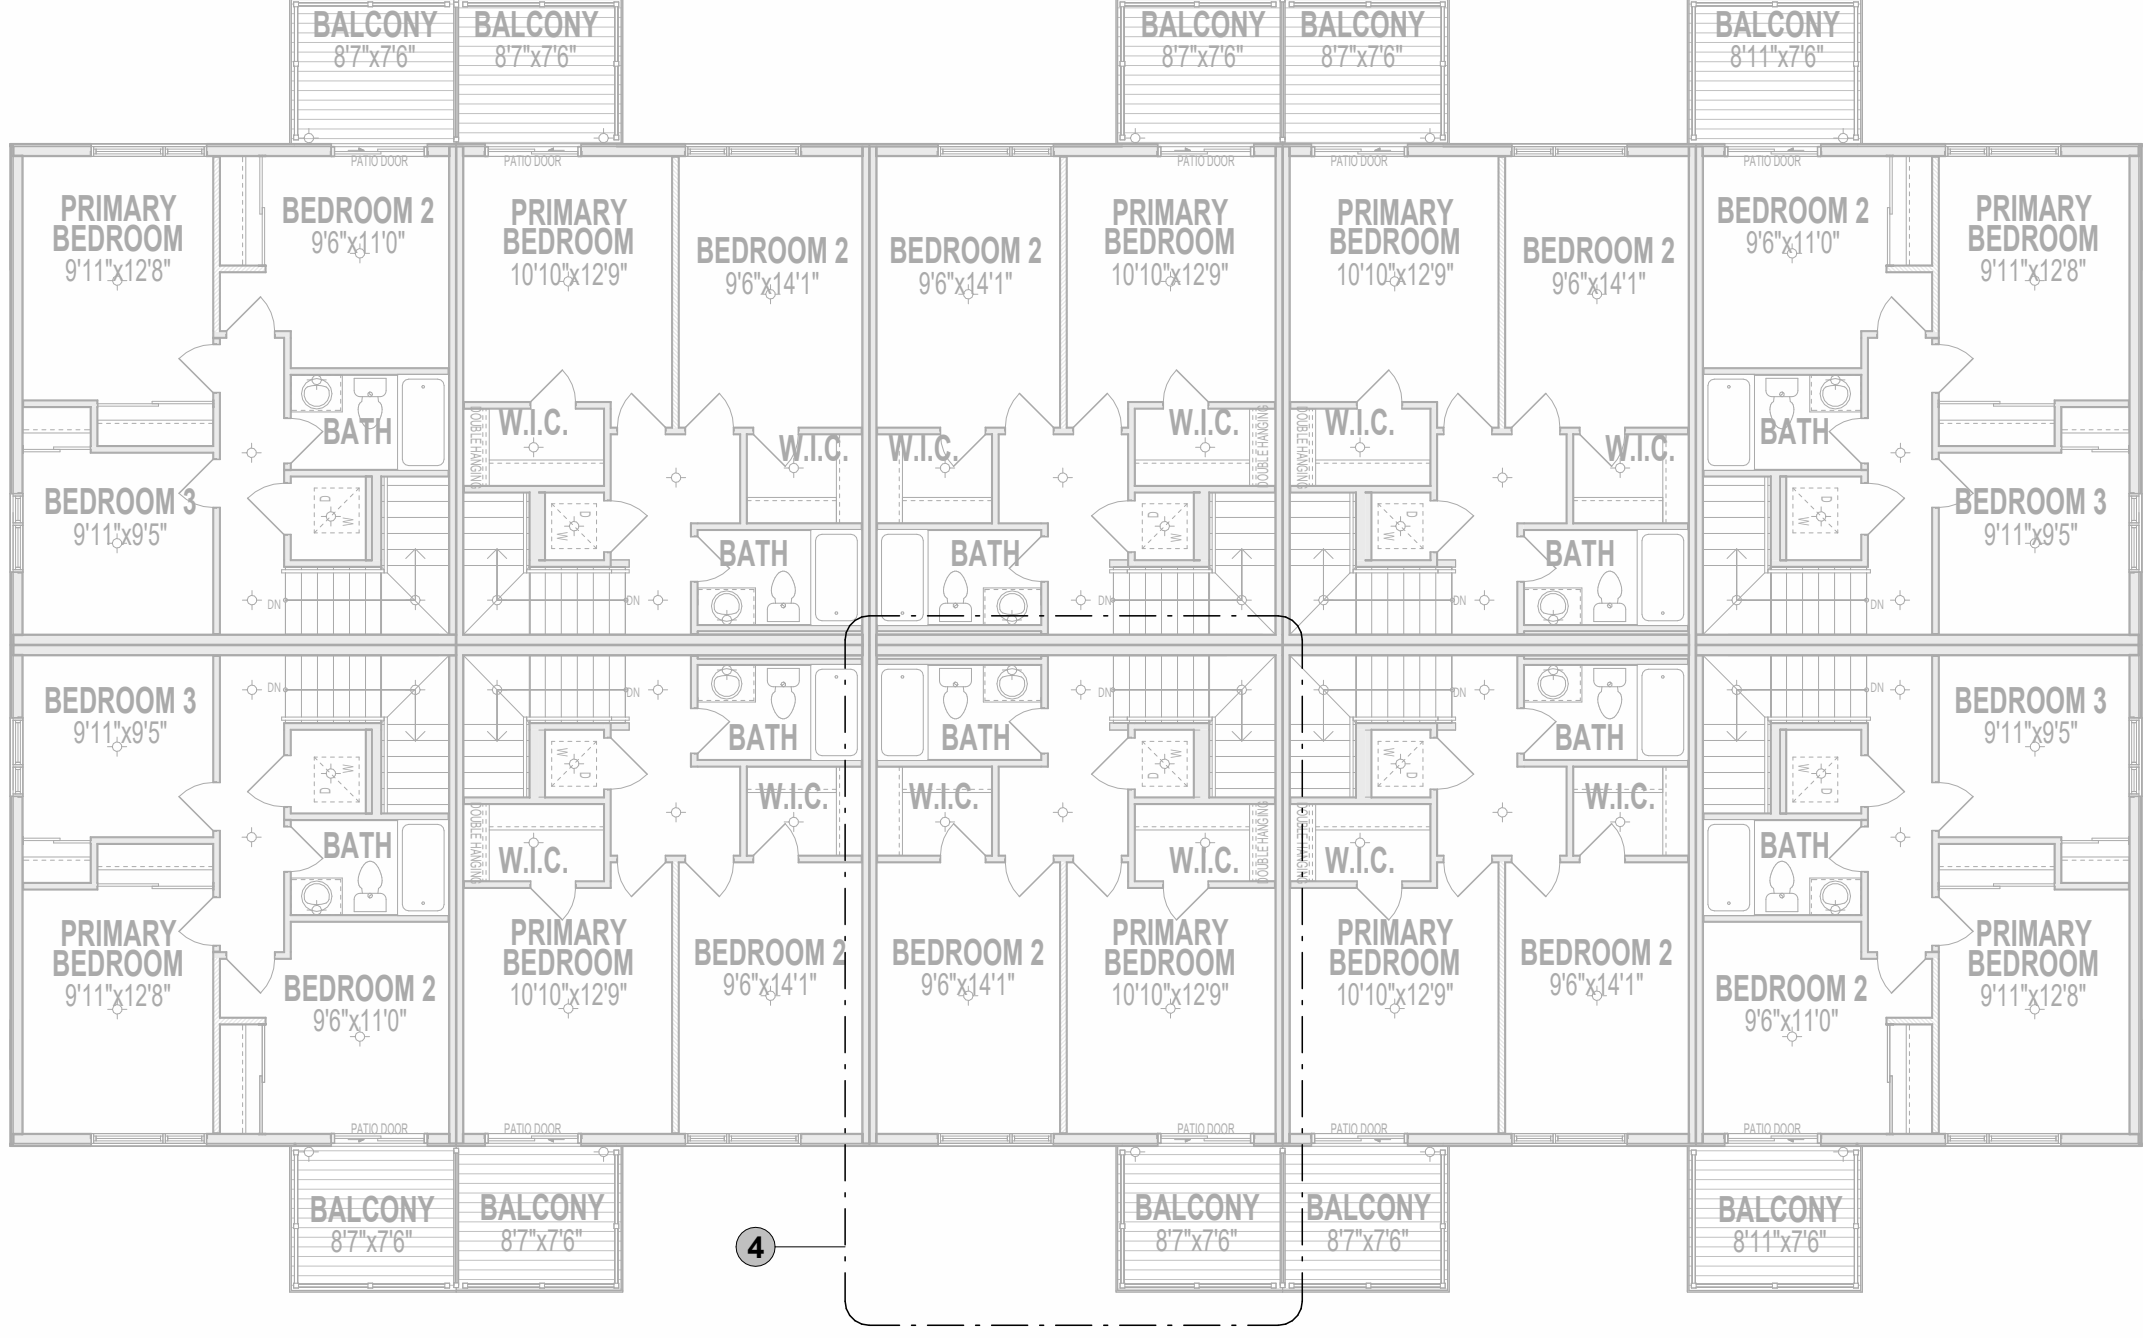 BALCONY
8'7"x7'6"
BALCONY
8'7"x7'6"
BALCONY
8'7"x7'6"
BALCONY
8'7"x7'6"
BALCONY
8'11"x7'6"
PATIO DOOR
PATIO DOOR
PATIO DOOR
PATIO DOOR
PATIO DOOR
PRIMARY
BEDROOM
9'11"x12'8"
BEDROOM 2
9'6"x11'0"
PRIMARY
BEDROOM
10'10"x12'9"
BEDROOM 2
9'6"x14'1"
BEDROOM 2
9'6"x14'1"
PRIMARY
BEDROOM
10'10"x12'9"
PRIMARY
BEDROOM
10'10"x12'9"
BEDROOM 2
9'6"x14'1"
BEDROOM 2
9'6"x11'0"
PRIMARY
BEDROOM
9'11"x12'8"
BATH
DOUBLE HANGING
W.I.C.
W.I.C.
W.I.C.
W.I.C.
DOUBLE HANGING
DOUBLE HANGING
W.I.C.
W.I.C.
BATH
BEDROOM 3
9'11"x9'5"
D
W
D
W
BATH
BATH
D
W
D
W
BATH
D
W
BEDROOM 3
9'11"x9'5"
DN
DN
DN
DN
DN
BEDROOM 3
9'11"x9'5"
DN
DN
DN
DN
DN
BEDROOM 3
9'11"x9'5"
W
D
W
D
BATH
BATH
W
D
W
D
BATH
W
D
BATH
DOUBLE HANGING
W.I.C.
W.I.C.
W.I.C.
W.I.C.
DOUBLE HANGING
DOUBLE HANGING
W.I.C.
W.I.C.
BATH
PRIMARY
BEDROOM
9'11"x12'8"
BEDROOM 2
9'6"x11'0"
PRIMARY
BEDROOM
10'10"x12'9"
BEDROOM 2
9'6"x14'1"
BEDROOM 2
9'6"x14'1"
PRIMARY
BEDROOM
10'10"x12'9"
PRIMARY
BEDROOM
10'10"x12'9"
BEDROOM 2
9'6"x14'1"
BEDROOM 2
9'6"x11'0"
PRIMARY
BEDROOM
9'11"x12'8"
PATIO DOOR
PATIO DOOR
PATIO DOOR
PATIO DOOR
PATIO DOOR
BALCONY
8'7"x7'6"
BALCONY
8'7"x7'6"
4
BALCONY
8'7"x7'6"
BALCONY
8'7"x7'6"
BALCONY
8'11"x7'6"